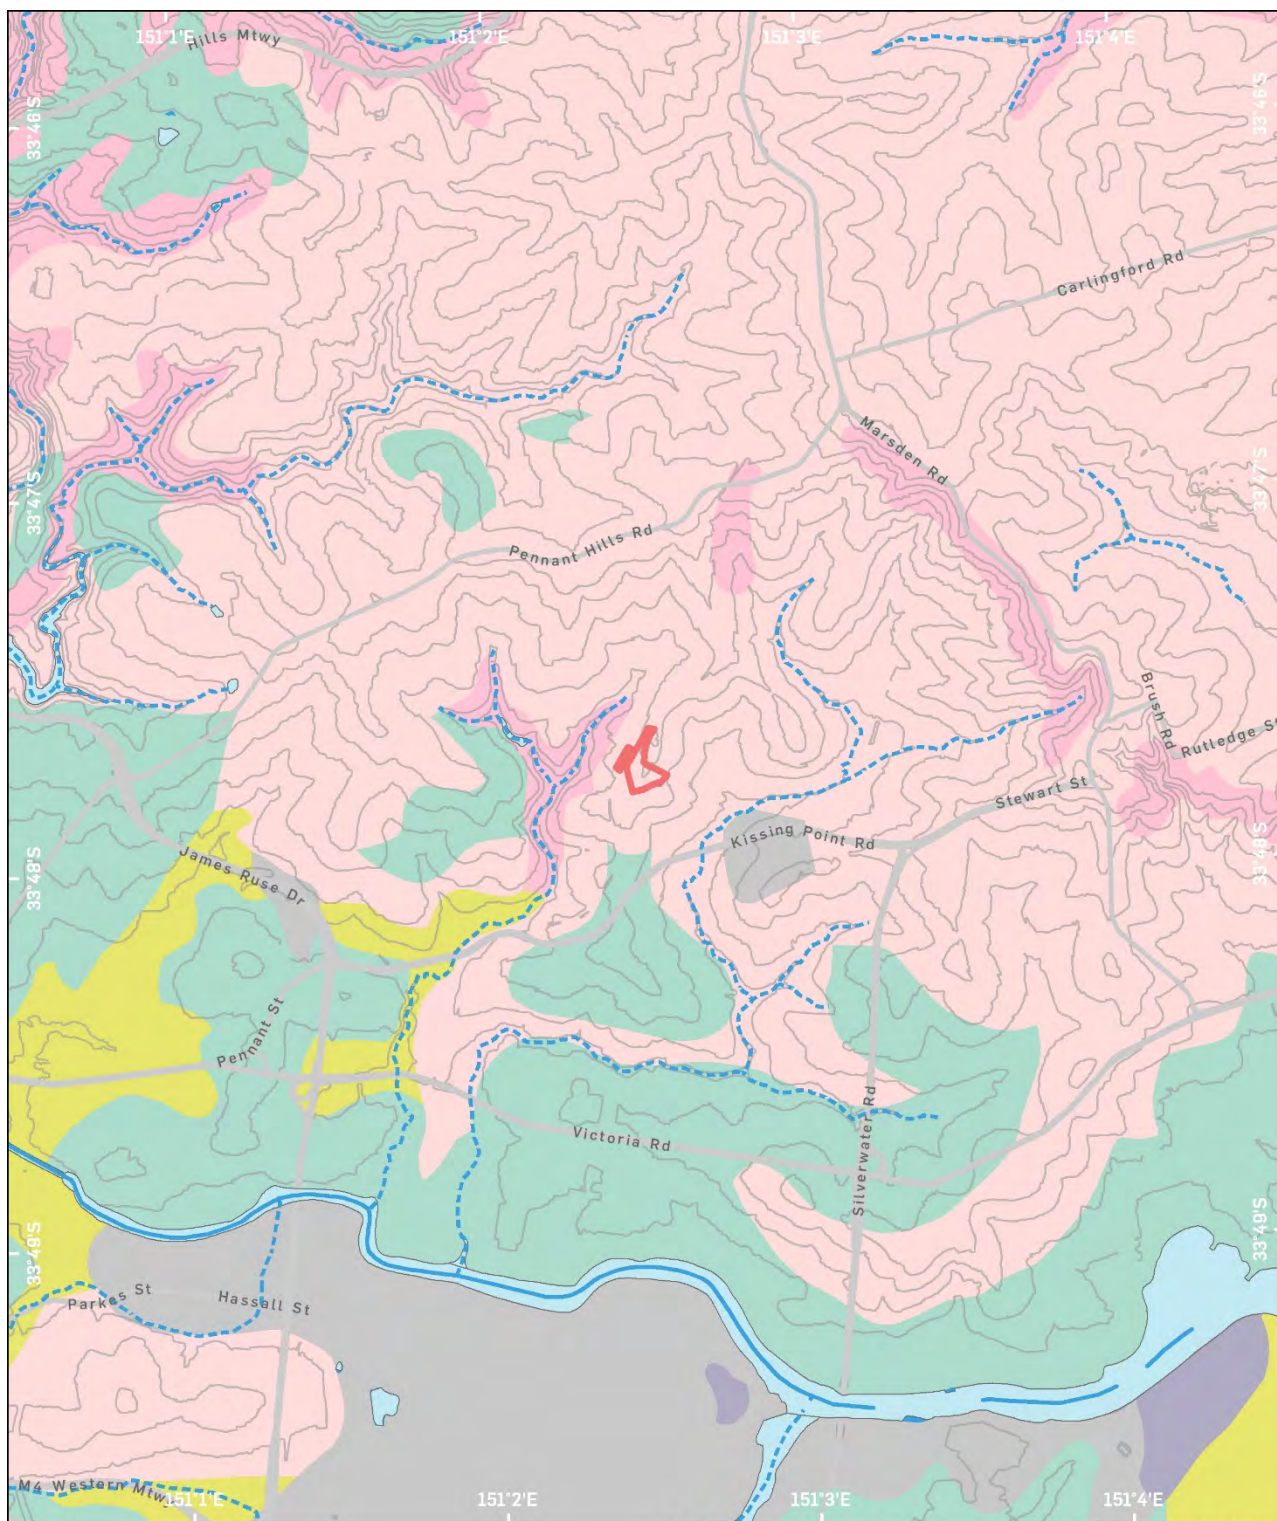 151°1'E
151°2'E
151°3'E
151°4'E
Hills Mtwy
33°46'S
33°46'S
Carlingford Rd
Marsden Rd
33°47'S
33°47'S
Pennant Hills Rd
Brush Rd
Rutledge St
Stewart St
Kissing Point Rd
33°48'S
33°48'S
James Ruse Dr
Pennant St
Victoria Rd
Silverwater Rd
33°49'S
33°49'S
Parkes St
Hassall St
M4 Western Mtwy
151°1'E
151°2'E
151°3'E
151°4'E